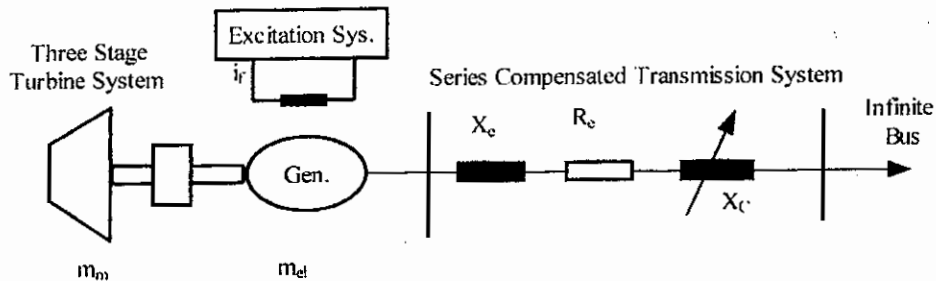 Excitation Sys.
Three Stage
Turbine System
i_f
Series Compensated Transmission System
Infinite
Bus
X_e
R_e
Gen.
X_C
m_m
m_el